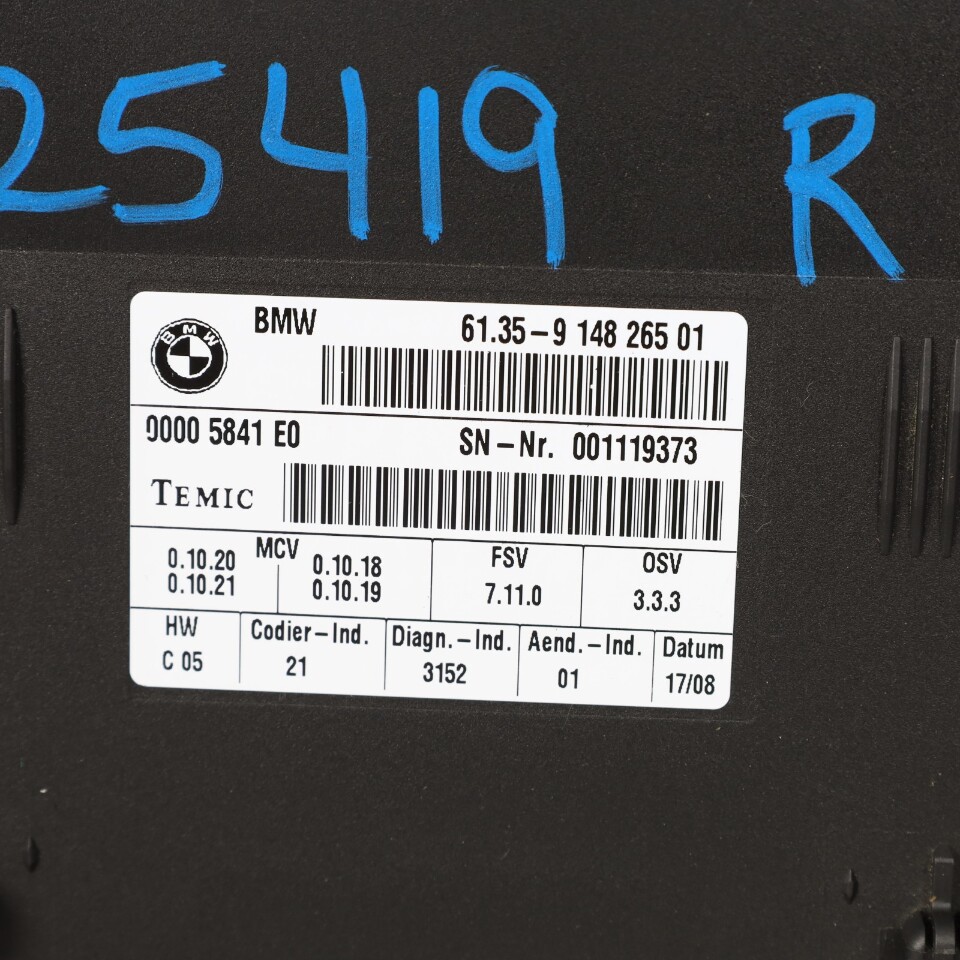 25419 R
BMW
BMW 61.35-9 148 265 01
0000 5841 E0 SN-Nr. 001119373
TEMIC
MCV FSV OSV
0.10.20 0.10.18 7.11.0 3.3.3
0.10.21 0.10.19
HW Codier-Ind. Diagn.-Ind. Aend.-Ind. Datum
C 05 21 3152 01 17/08